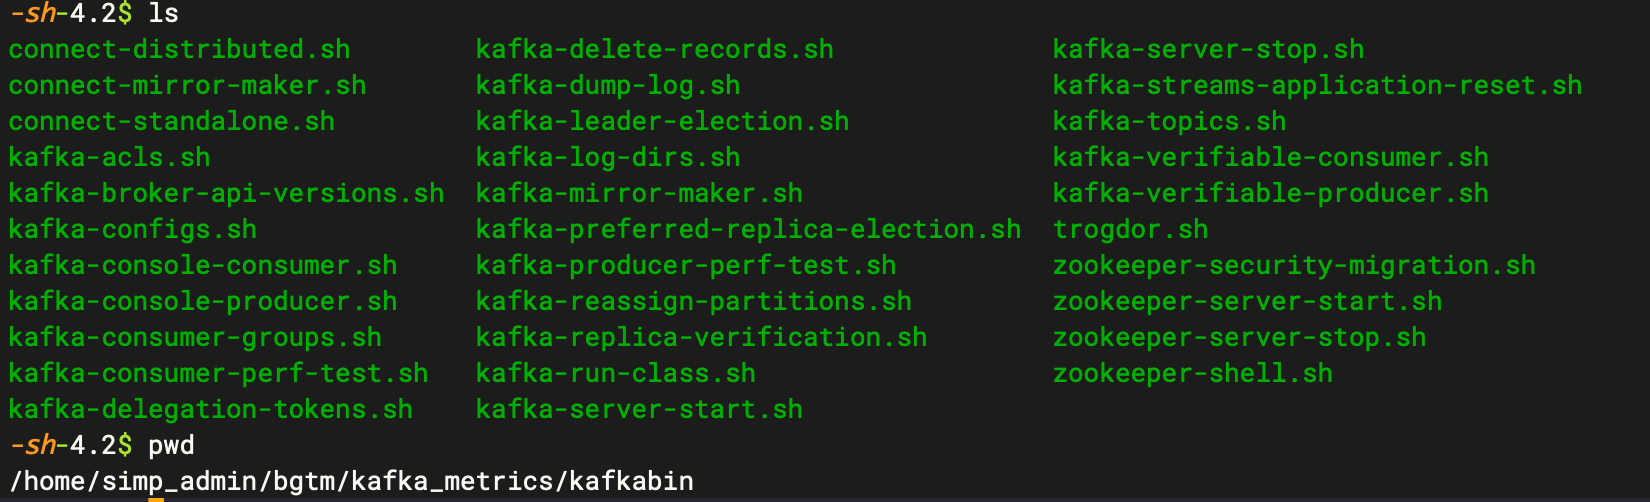 -sh-4.2$ ls
connect-distributed.sh kafka-delete-records.sh kafka-server-stop.sh
connect-mirror-maker.sh kafka-dump-log.sh kafka-streams-application-reset.sh
connect-standalone.sh kafka-leader-election.sh kafka-topics.sh
kafka-acls.sh kafka-log-dirs.sh kafka-verifiable-consumer.sh
kafka-broker-api-versions.sh kafka-mirror-maker.sh kafka-verifiable-producer.sh
kafka-configs.sh kafka-preferred-replica-election.sh trogdor.sh
kafka-console-consumer.sh kafka-producer-perf-test.sh zookeeper-security-migration.sh
kafka-console-producer.sh kafka-reassign-partitions.sh zookeeper-server-start.sh
kafka-consumer-groups.sh kafka-replica-verification.sh zookeeper-server-stop.sh
kafka-consumer-perf-test.sh kafka-run-class.sh zookeeper-shell.sh
kafka-delegation-tokens.sh kafka-server-start.sh
-sh-4.2$ pwd
/home/simp_admin/bgtm/kafka_metrics/kafkabin